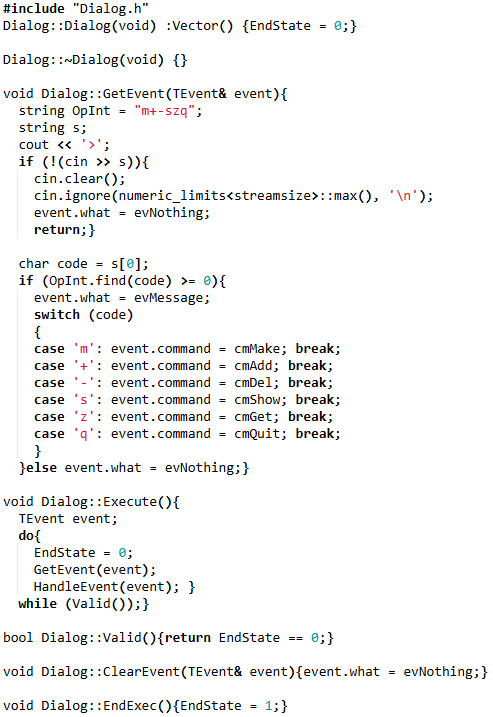 #include "Dialog.h"
Dialog::Dialog(void) :Vector() {EndState = 0;}
Dialog::~Dialog(void) {}
void Dialog::GetEvent(TEvent& event){
  string OpInt = "m+-szq";
  string s;
  cout << '>';
  if (!(cin >> s)){
    cin.clear();
    cin.ignore(numeric_limits<streamsize>::max(), '\n');
    event.what = evNothing;
    return;}
  char code = s[0];
  if (OpInt.find(code) >= 0){
    event.what = evMessage;
    switch (code)
    {
    case 'm': event.command = cmMake; break;
    case '+': event.command = cmAdd; break;
    case '-': event.command = cmDel; break;
    case 's': event.command = cmShow; break;
    case 'z': event.command = cmGet; break;
    case 'q': event.command = cmQuit; break;
    }
  }else event.what = evNothing;}
void Dialog::Execute(){
  TEvent event;
  do{
    EndState = 0;
    GetEvent(event);
    HandleEvent(event); }
  while (Valid());}
bool Dialog::Valid(){return EndState == 0;}
void Dialog::ClearEvent(TEvent& event){event.what = evNothing;}
void Dialog::EndExec(){EndState = 1;}